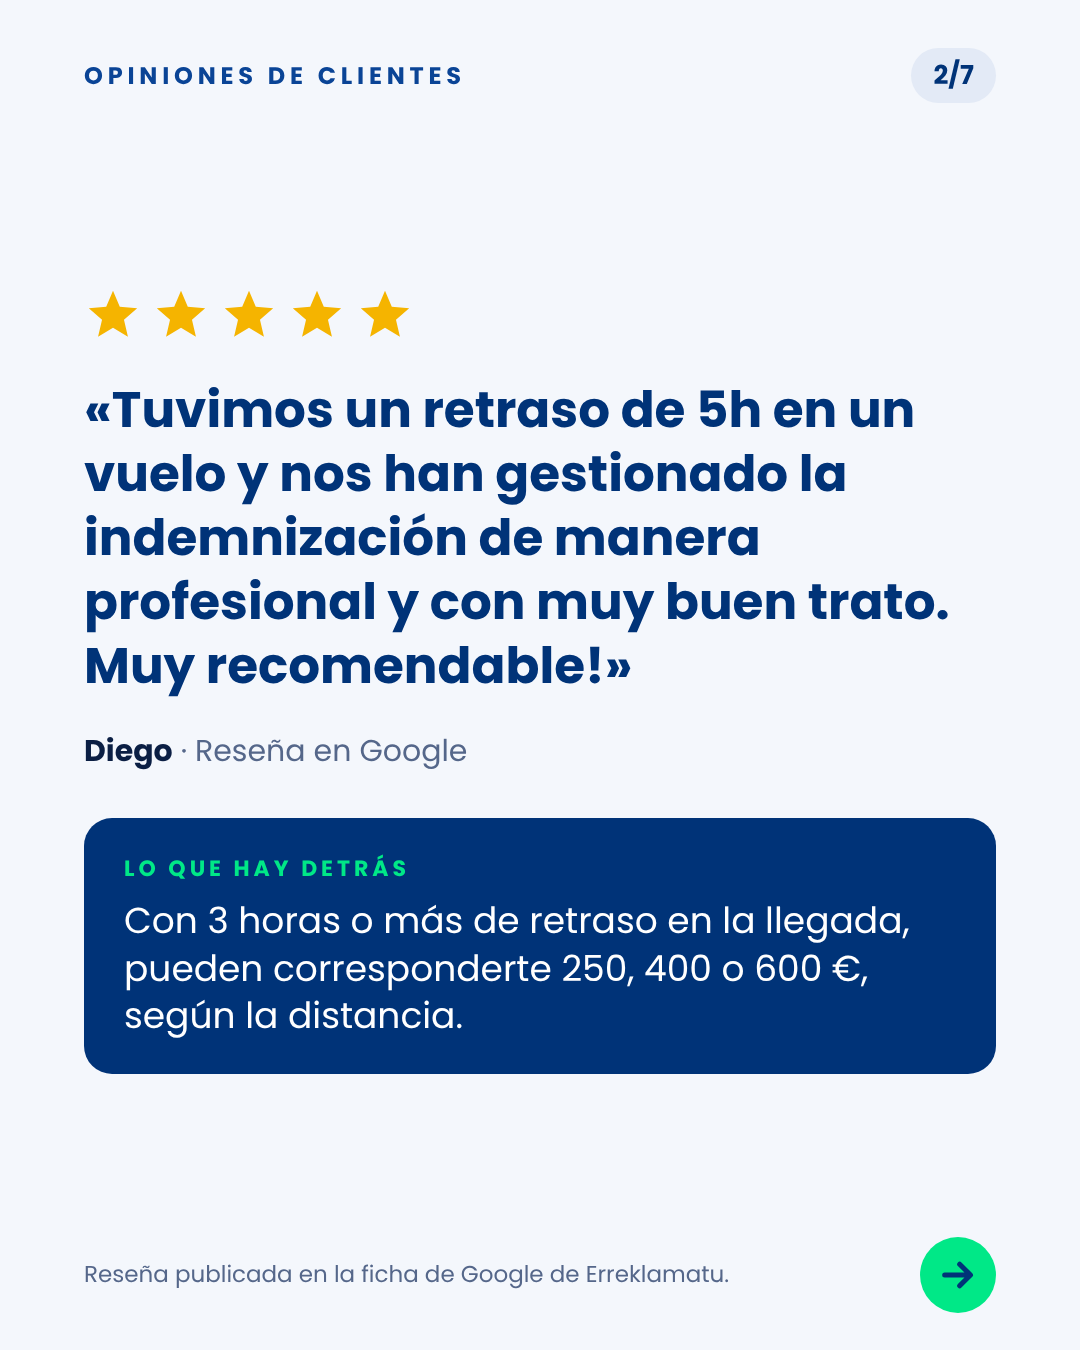 OPINIONES DE CLIENTES
2/7
«Tuvimos un retraso de 5h en un
vuelo y nos han gestionado la
indemnización de manera
profesional y con muy buen trato.
Muy recomendable!»
Diego · Reseña en Google
LO QUE HAY DETRÁS
Con 3 horas o más de retraso en la llegada,
pueden corresponderte 250, 400 o 600 €,
según la distancia.
Reseña publicada en la ficha de Google de Erreklamatu.